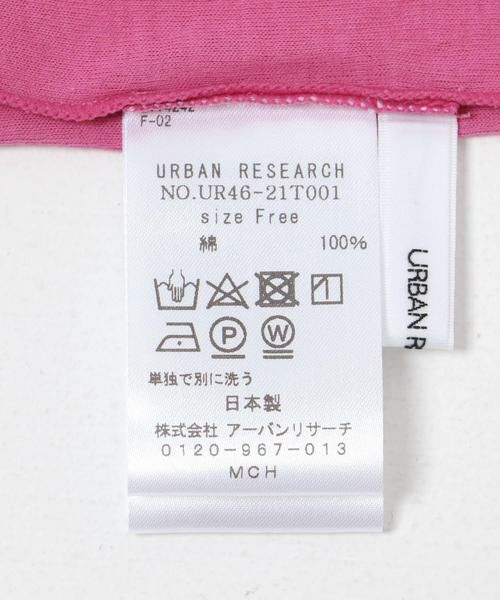 F-02
URBAN RESEARCH
NO.UR46-21T001
size Free
綿 100%
P W
単独で別に洗う
日本製
株式会社 アーバンリサーチ
0120-967-013
MCH
URBAN R